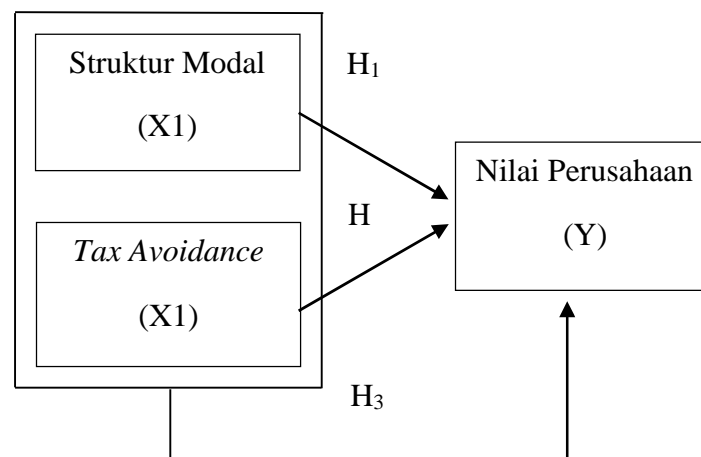 Struktur Modal
(X1)
H₁
Nilai Perusahaan
(Y)
H
Tax Avoidance
(X1)
H₃